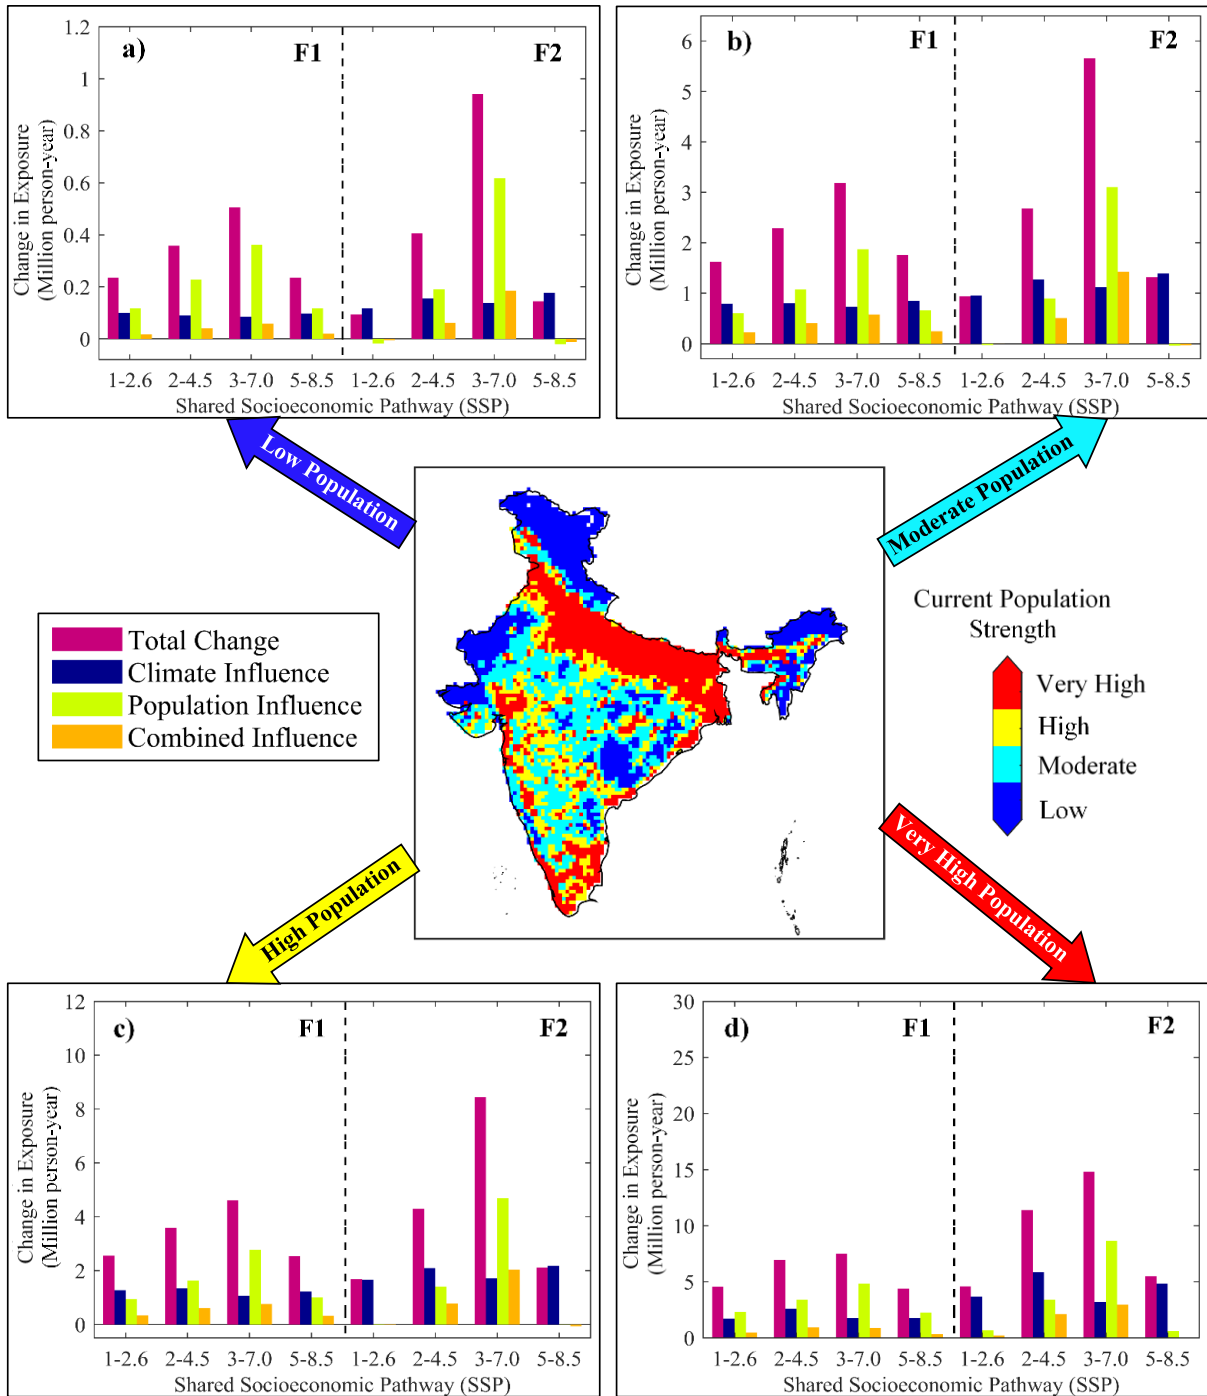 a)
F1
F2
1.2
1
0.8
0.6
0.4
0.2
0
Change in Exposure
(Million person-year)
1-2.6 2-4.5 3-7.0 5-8.5 1-2.6 2-4.5 3-7.0 5-8.5
Shared Socioeconomic Pathway (SSP)
b)
F1
F2
6
5
4
3
2
1
0
Change in Exposure
(Million person-year)
1-2.6 2-4.5 3-7.0 5-8.5 1-2.6 2-4.5 3-7.0 5-8.5
Shared Socioeconomic Pathway (SSP)
Low Population
Moderate Population
Total Change
Climate Influence
Population Influence
Combined Influence
Current Population
Strength
Very High
High
Moderate
Low
High Population
Very High Population
c)
F1
F2
12
10
8
6
4
2
0
Change in Exposure
(Million person-year)
1-2.6 2-4.5 3-7.0 5-8.5 1-2.6 2-4.5 3-7.0 5-8.5
Shared Socioeconomic Pathway (SSP)
d)
F1
F2
30
25
20
15
10
5
0
Change in Exposure
(Million person-year)
1-2.6 2-4.5 3-7.0 5-8.5 1-2.6 2-4.5 3-7.0 5-8.5
Shared Socioeconomic Pathway (SSP)